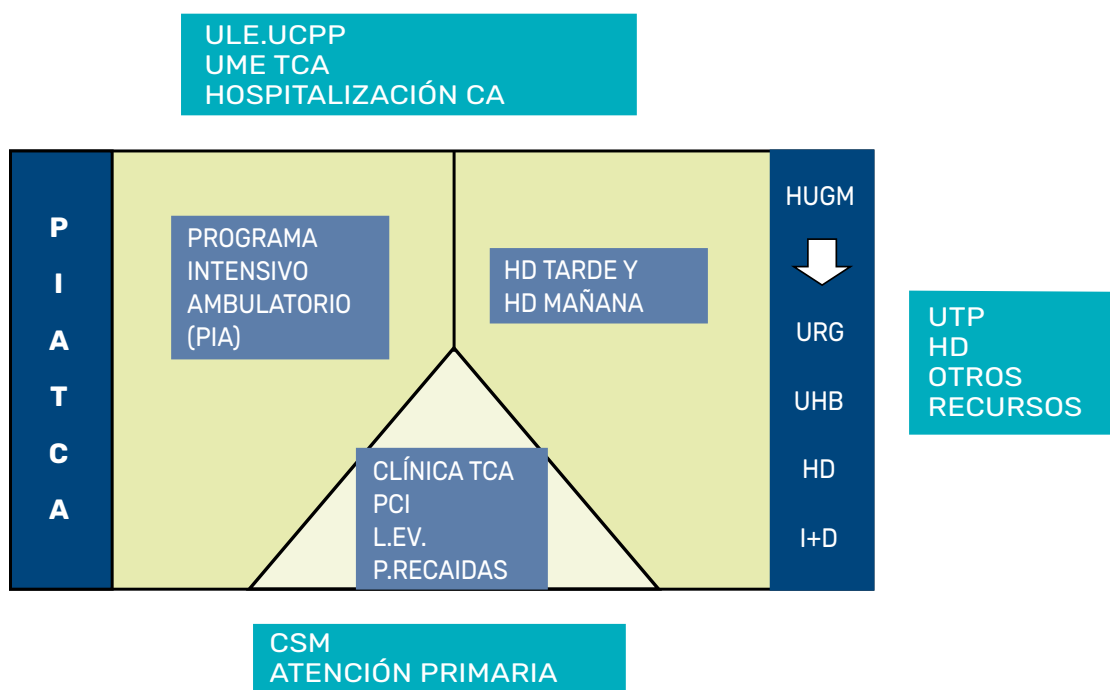 ULE.UCPP
UME TCA
HOSPITALIZACIÓN CA
P
I
A
T
C
A
PROGRAMA
INTENSIVO
AMBULATORIO
(PIA)
HD TARDE Y
HD MAÑANA
CLÍNICA TCA
PCI
L.EV.
P.RECAIDAS
HUGM
URG
UHB
HD
I+D
UTP
HD
OTROS
RECURSOS
CSM
ATENCIÓN PRIMARIA